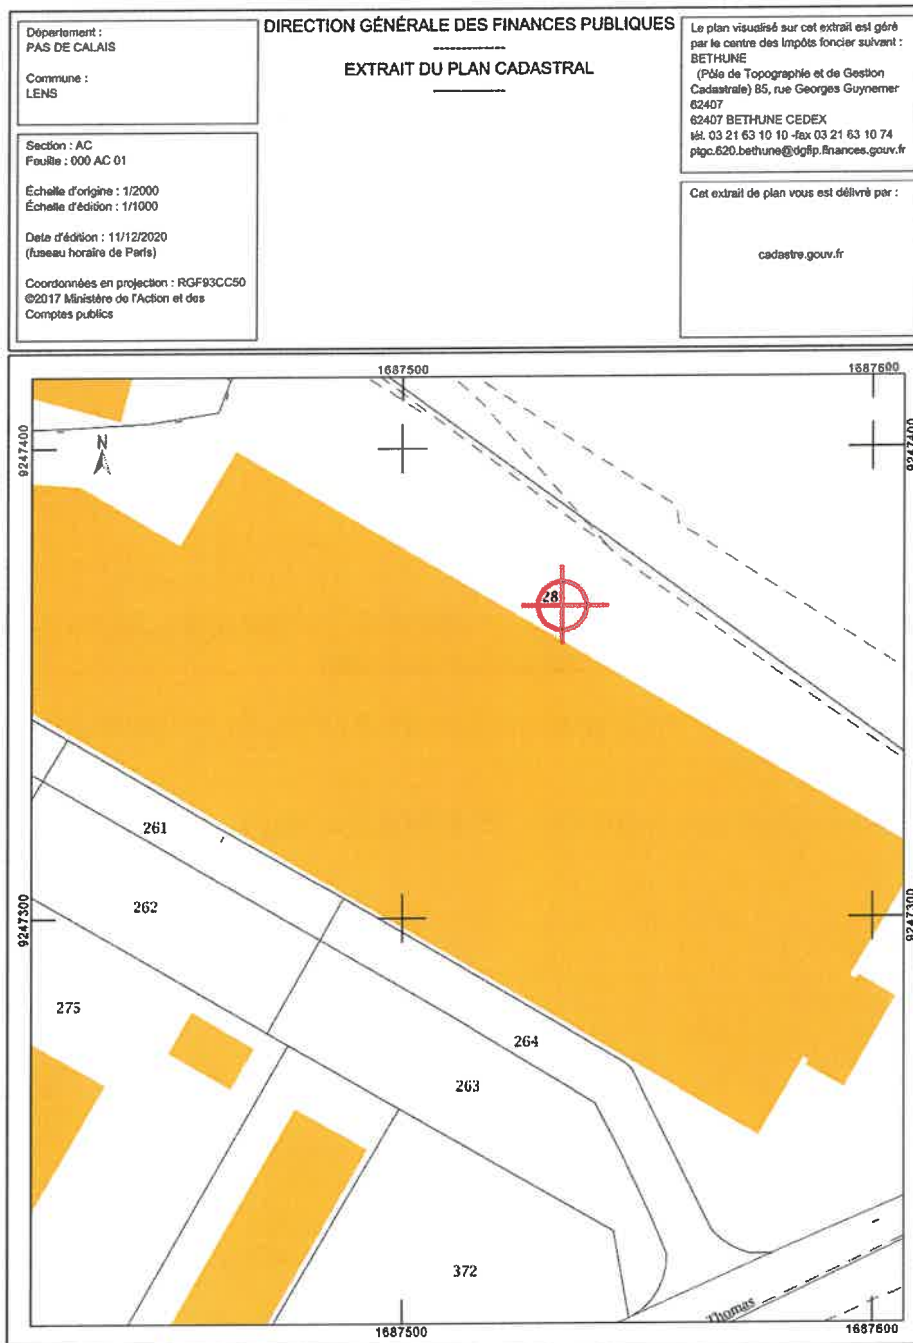 Département :
PAS DE CALAIS
Commune :
LENS
Section : AC
Feuille : 000 AC 01
Échelle d'origine : 1/2000
Échelle d'édition : 1/1000
Date d'édition : 11/12/2020
(fuseau horaire de Paris)
Coordonnées en projection : RGF93CC50
©2017 Ministère de l'Action et des
Comptes publics
DIRECTION GÉNÉRALE DES FINANCES PUBLIQUES
EXTRAIT DU PLAN CADASTRAL
Le plan visualisé sur cet extrait est géré
par le centre des impôts foncier suivant :
BETHUNE
(Pôle de Topographie et de Gestion
Cadastrale) 85, rue Georges Guynemer
62407
62407 BETHUNE CEDEX
tél. 03 21 63 10 10 -fax 03 21 63 10 74
ptgc.620.bethune@dgfip.finances.gouv.fr
Cet extrait de plan vous est délivré par :
cadastre.gouv.fr
1687500
1687600
9247400
N
9247400
28
261
262
9247300
9247300
275
264
263
372
Thomas
1687500
1687600